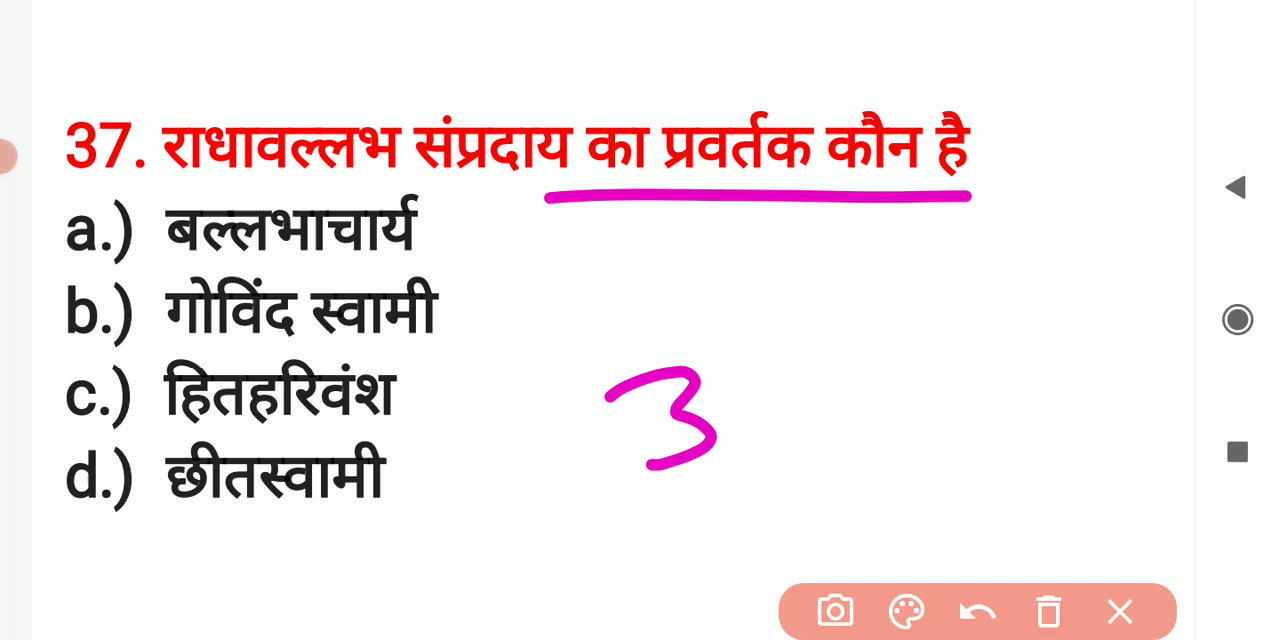 37. राधावल्लभ संप्रदाय का प्रवर्तक कौन है
a.) बल्लभाचार्य
b.) गोविंद स्वामी
c.) हितहरिवंश
3
d.) छीतस्वामी